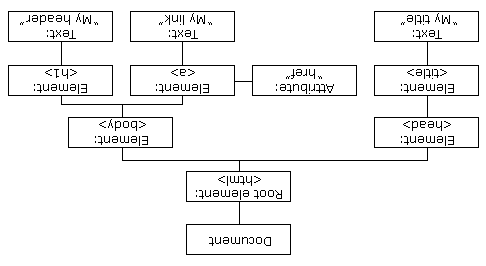 Document
Root element:
<html>
Element:
<head>
Element:
<body>
Element:
<title>
Attribute:
"href"
Element:
<a>
Element:
<h1>
Text:
"My title"
Text:
"My link"
Text:
"My header"